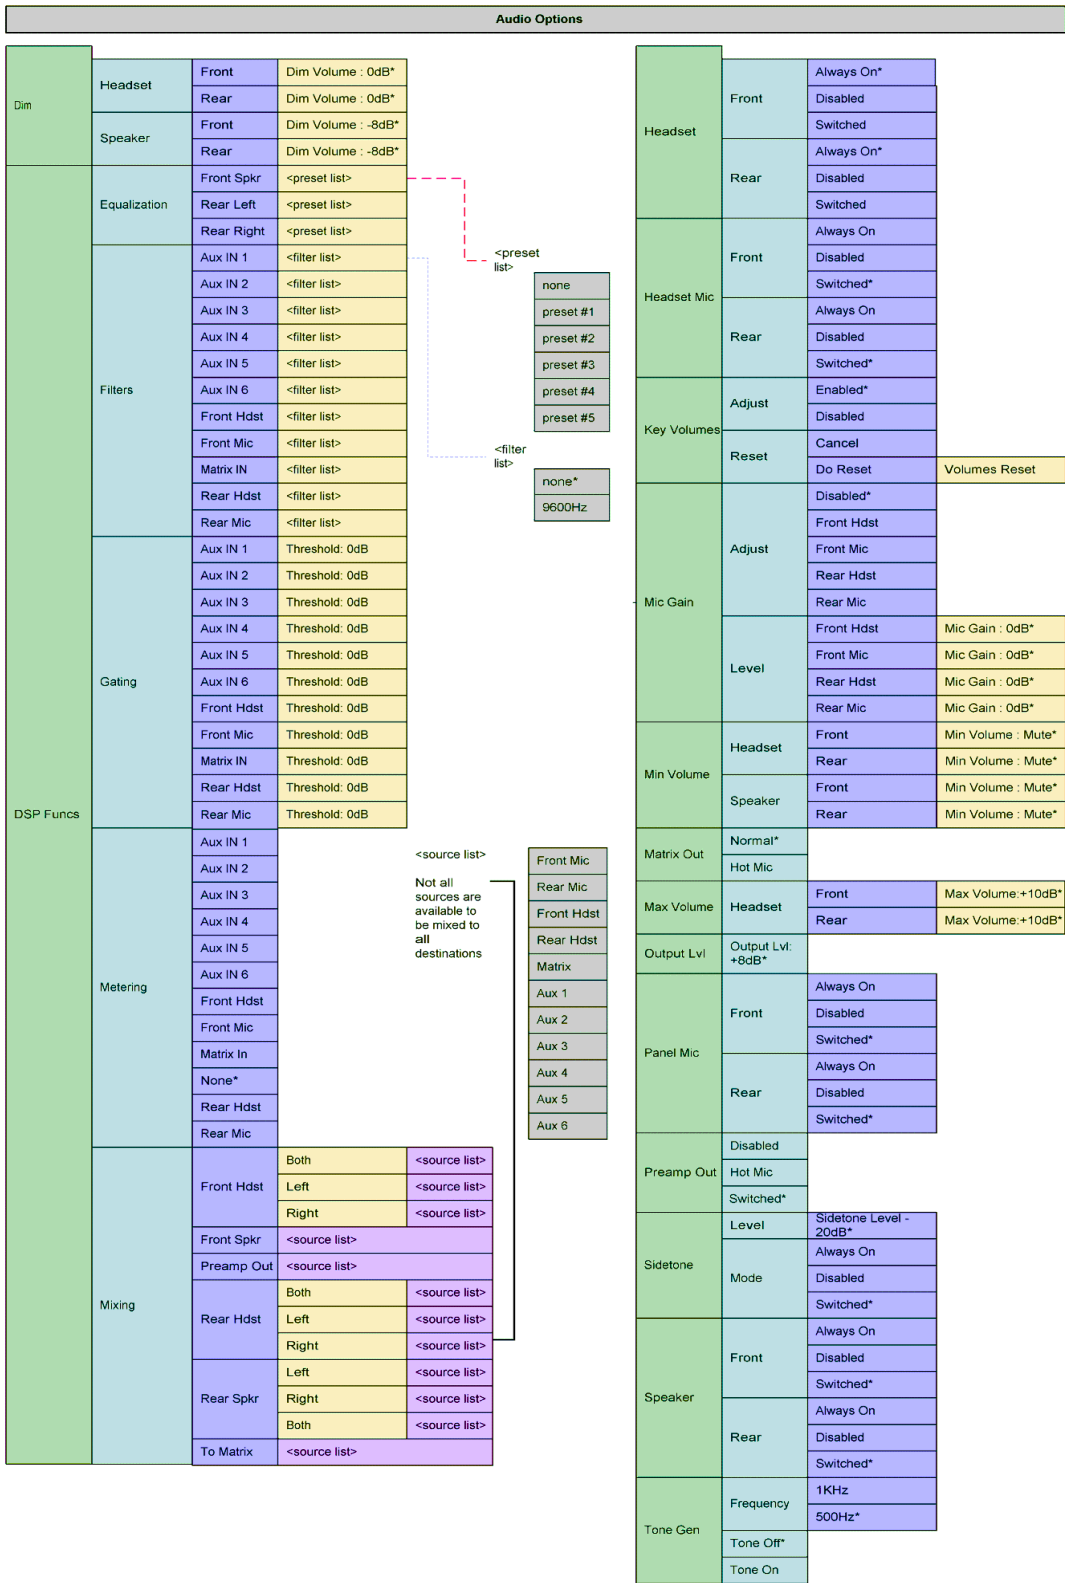 Audio Options
Dim
Headset
Front
Dim Volume : 0dB*
Rear
Dim Volume : 0dB*
Speaker
Front
Dim Volume : -8dB*
Rear
Dim Volume : -8dB*
DSP Funcs
Equalization
Front Spkr
<preset list>
Rear Left
<preset list>
Rear Right
<preset list>
Filters
Aux IN 1
<filter list>
Aux IN 2
<filter list>
Aux IN 3
<filter list>
Aux IN 4
<filter list>
Aux IN 5
<filter list>
Aux IN 6
<filter list>
Front Hdst
<filter list>
Front Mic
<filter list>
Matrix IN
<filter list>
Rear Hdst
<filter list>
Rear Mic
<filter list>
Gating
Aux IN 1
Threshold: 0dB
Aux IN 2
Threshold: 0dB
Aux IN 3
Threshold: 0dB
Aux IN 4
Threshold: 0dB
Aux IN 5
Threshold: 0dB
Aux IN 6
Threshold: 0dB
Front Hdst
Threshold: 0dB
Front Mic
Threshold: 0dB
Matrix IN
Threshold: 0dB
Rear Hdst
Threshold: 0dB
Rear Mic
Threshold: 0dB
Metering
Aux IN 1
Aux IN 2
Aux IN 3
Aux IN 4
Aux IN 5
Aux IN 6
Front Hdst
Front Mic
Matrix In
None*
Rear Hdst
Rear Mic
Mixing
Front Hdst
Both
<source list>
Left
<source list>
Right
<source list>
Front Spkr
<source list>
Preamp Out
<source list>
Rear Hdst
Both
<source list>
Left
<source list>
Right
<source list>
Rear Spkr
Left
<source list>
Right
<source list>
Both
<source list>
To Matrix
<source list>
<preset
list>
none
preset #1
preset #2
preset #3
preset #4
preset #5
<filter
list>
none*
9600Hz
<source list>
Not all
sources are
available to
be mixed to
all
destinations
Front Mic
Rear Mic
Front Hdst
Rear Hdst
Matrix
Aux 1
Aux 2
Aux 3
Aux 4
Aux 5
Aux 6
Headset
Front
Always On*
Disabled
Switched
Rear
Always On*
Disabled
Switched
Headset Mic
Front
Always On
Disabled
Switched*
Rear
Always On
Disabled
Switched*
Key Volumes
Adjust
Enabled*
Disabled
Reset
Cancel
Do Reset
Volumes Reset
Mic Gain
Adjust
Disabled*
Front Hdst
Front Mic
Rear Hdst
Rear Mic
Level
Front Hdst
Mic Gain : 0dB*
Front Mic
Mic Gain : 0dB*
Rear Hdst
Mic Gain : 0dB*
Rear Mic
Mic Gain : 0dB*
Min Volume
Headset
Front
Min Volume : Mute*
Rear
Min Volume : Mute*
Speaker
Front
Min Volume : Mute*
Rear
Min Volume : Mute*
Matrix Out
Normal*
Hot Mic
Max Volume
Headset
Front
Max Volume:+10dB*
Rear
Max Volume:+10dB*
Output Lvl
Output Lvl:
+8dB*
Panel Mic
Front
Always On
Disabled
Switched*
Rear
Always On
Disabled
Switched*
Preamp Out
Disabled
Hot Mic
Switched*
Sidetone
Level
Sidetone Level -
20dB*
Mode
Always On
Disabled
Switched*
Speaker
Front
Always On
Disabled
Switched*
Rear
Always On
Disabled
Switched*
Tone Gen
Frequency
1KHz
500Hz*
Tone Off*
Tone On